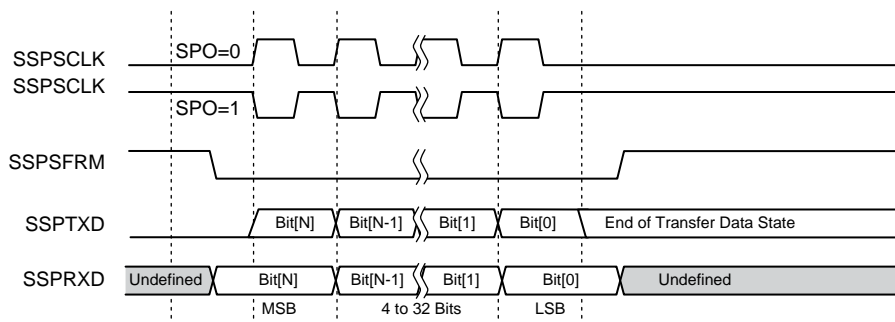 SSPSCLK SPO=0
SSPSCLK
SPO=1
SSPSFRM
SSPTXD Bit[N] Bit[N-1] Bit[1] Bit[0] End of Transfer Data State
SSPRXD Undefined Bit[N] Bit[N-1] Bit[1] Bit[0] Undefined
MSB 4 to 32 Bits LSB